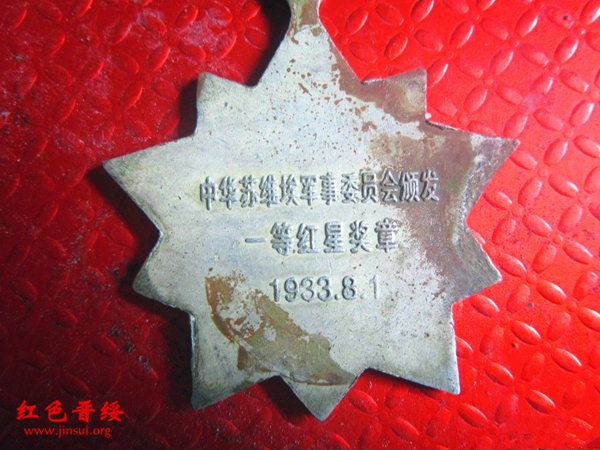 中华苏维埃军事委员会颁发
一等红星奖章
1933.8.1
红色晋绥
www.jinsui.org